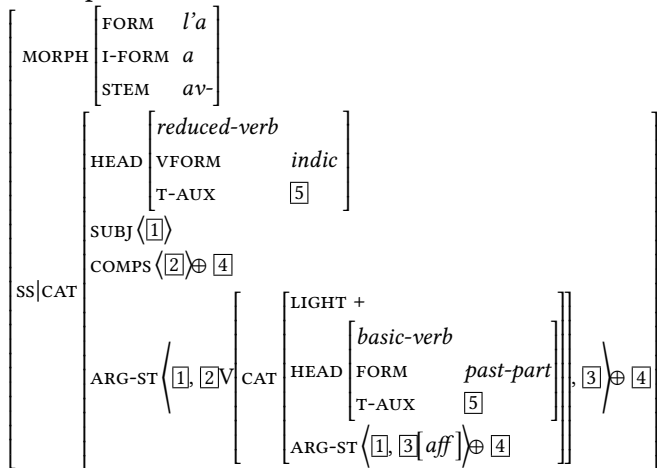 FORM l’a
MORPH I-FORM a
STEM av-
reduced-verb
HEAD VFORM indic
T-AUX 5
SUBJ ⟨1⟩
COMPS ⟨2⟩⊕ 4
SS|CAT
LIGHT +
basic-verb
ARG-ST ⟨1, 2V[CAT HEAD FORM past-part, 3⟩⊕ 4
T-AUX 5
ARG-ST ⟨1, 3[aff]⟩⊕ 4